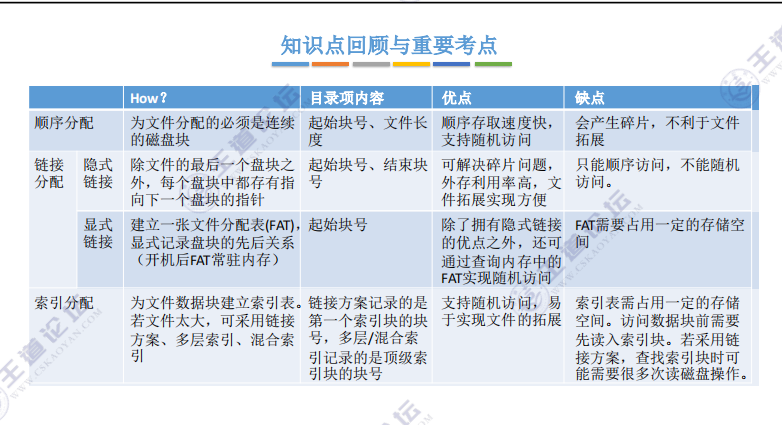 知识点回顾与重要考点
How？
目录项内容
优点
缺点
顺序分配
为文件分配的必须是连续
的磁盘块
起始块号、文件长
度
顺序存取速度快，
支持随机访问
会产生碎片，不利于文件
拓展
链接
分配
隐式
链接
除文件的最后一个盘块之
外，每个盘块中都存有指
向下一个盘块的指针
起始块号、结束块
号
可解决碎片问题，
外存利用率高，文
件拓展实现方便
只能顺序访问，不能随机
访问。
显式
链接
建立一张文件分配表(FAT)，
显式记录盘块的先后关系
（开机后FAT常驻内存）
起始块号
除了拥有隐式链接
的优点之外，还可
通过查询内存中的
FAT实现随机访问
FAT需要占用一定的存储空
间
索引分配
为文件数据块建立索引表。
若文件太大，可采用链接
方案、多层索引、混合索
引
链接方案记录的是
第一个索引块的块
号，多层/混合索
引记录的是顶级索
引块的块号
支持随机访问，易
于实现文件的拓展
索引表需占用一定的存储
空间。访问数据块前需要
先读入索引块。若采用链
接方案，查找索引块时可
能需要很多次读磁盘操作。
王道论坛
WWW.CSKAOYAN.COM